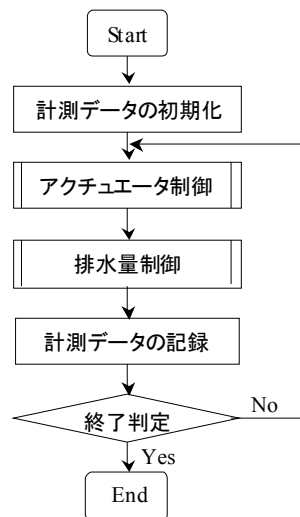 Start
計測データの初期化
アクチュエータ制御
排水量制御
計測データの記録
終了判定
No
Yes
End